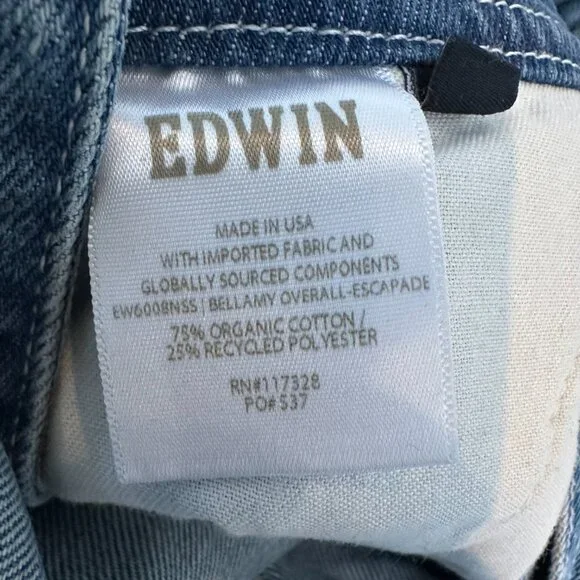 EDWIN
MADE IN USA
WITH IMPORTED FABRIC AND
GLOBALLY SOURCED COMPONENTS
EW6008NSS | BELLAMY OVERALL-ESCAPADE
75% ORGANIC COTTON /
25% RECYCLED POLYESTER
RN#117328
PO# 537